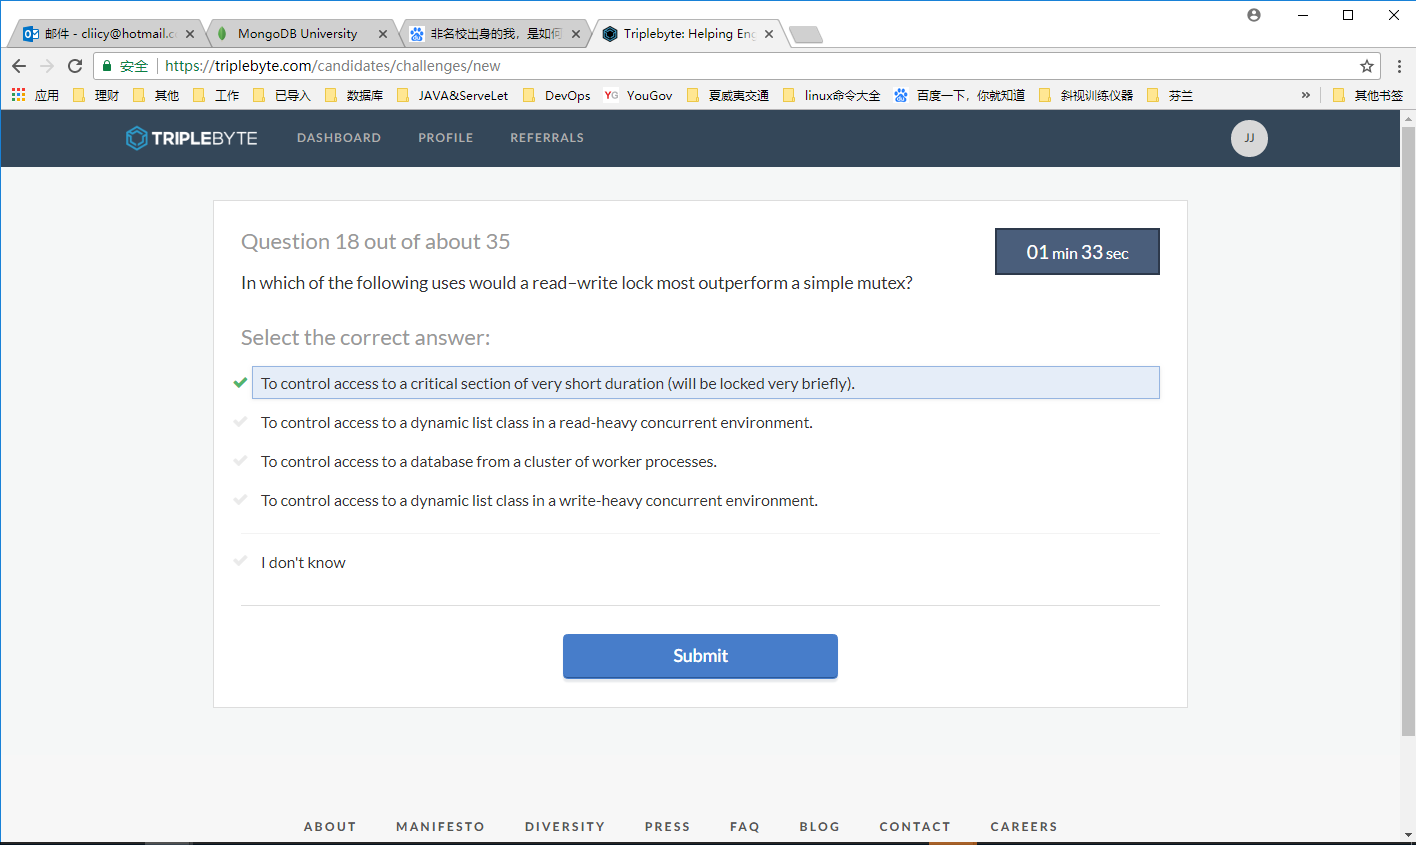 邮件 - cliicy@hotmail.c
MongoDB University
非名校出身的我，是如何
Triplebyte: Helping Eng
安全 https://triplebyte.com/candidates/challenges/new
应用 理财 其他 工作 已导入 数据库 JAVA&ServeLet DevOps YG YouGov 夏威夷交通 linux命令大全 百度一下，你就知道 斜视训练仪器 芬兰 » 其他书签
TRIPLEBYTE DASHBOARD PROFILE REFERRALS JJ
Question 18 out of about 35
01 min 33 sec
In which of the following uses would a read–write lock most outperform a simple mutex?
Select the correct answer:
To control access to a critical section of very short duration (will be locked very briefly).
To control access to a dynamic list class in a read-heavy concurrent environment.
To control access to a database from a cluster of worker processes.
To control access to a dynamic list class in a write-heavy concurrent environment.
I don't know
Submit
ABOUT MANIFESTO DIVERSITY PRESS FAQ BLOG CONTACT CAREERS